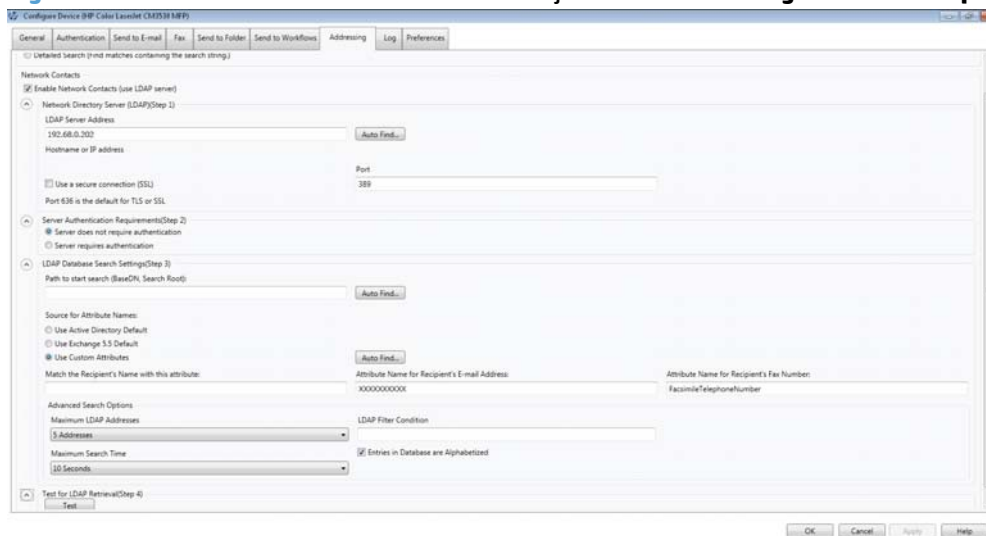 Configure Device (HP Color LaserJet CM3530 MFP)
General Authentication Send to E-mail Fax Send to Folder Send to Workflows Addressing Log Preferences
Detailed Search (Find matches containing the search string.)
Network Contacts
Enable Network Contacts (use LDAP server)
Network Directory Server (LDAP)(Step 1)
LDAP Server Address
192.68.0.202 Auto Find...
Hostname or IP address
Port
Use a secure connection (SSL) 389
Port 636 is the default for TLS or SSL
Server Authentication Requirements(Step 2)
Server does not require authentication
Server requires authentication
LDAP Database Search Settings(Step 3)
Path to start search (BaseDN, Search Root):
Auto Find...
Source for Attribute Names:
Use Active Directory Default
Use Exchange 5.5 Default
Use Custom Attributes Auto Find...
Match the Recipient's Name with this attribute: Attribute Name for Recipient's E-mail Address: Attribute Name for Recipient's Fax Number:
XXXXXXXXXX FacsimileTelephoneNumber
Advanced Search Options
Maximum LDAP Addresses LDAP Filter Condition
5 Addresses
Maximum Search Time Entries in Database are Alphabetized
10 Seconds
Test for LDAP Retrieval(Step 4)
Test
OK Cancel Apply Help